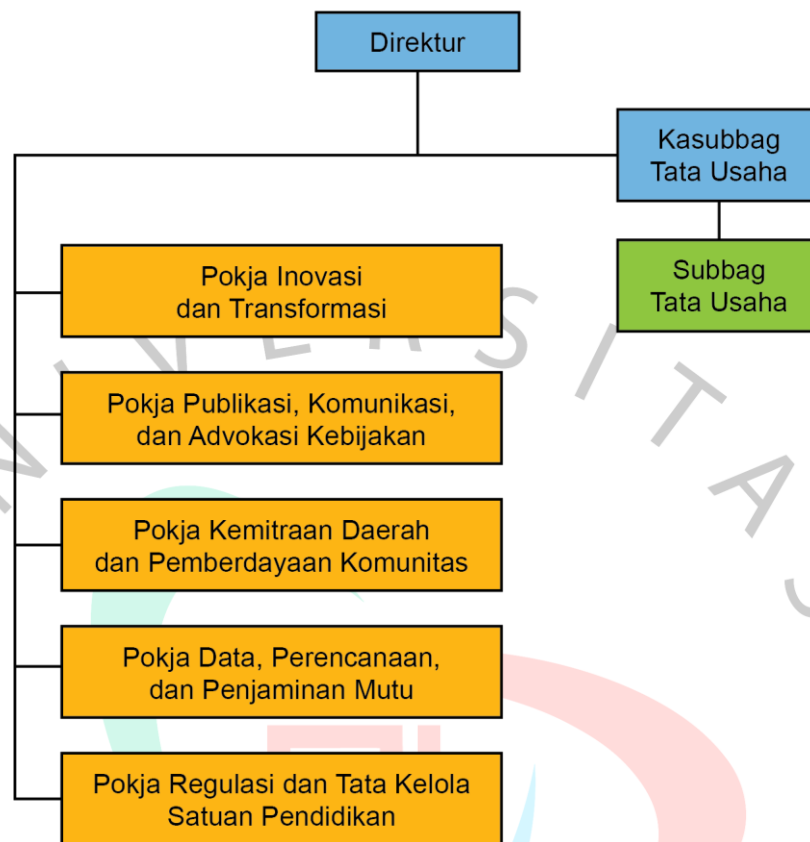 Direktur
Kasubbag
Tata Usaha
Subbag
Tata Usaha
Pokja Inovasi
dan Transformasi
Pokja Publikasi, Komunikasi,
dan Advokasi Kebijakan
Pokja Kemitraan Daerah
dan Pemberdayaan Komunitas
Pokja Data, Perencanaan,
dan Penjaminan Mutu
Pokja Regulasi dan Tata Kelola
Satuan Pendidikan
UNIVERSITAS